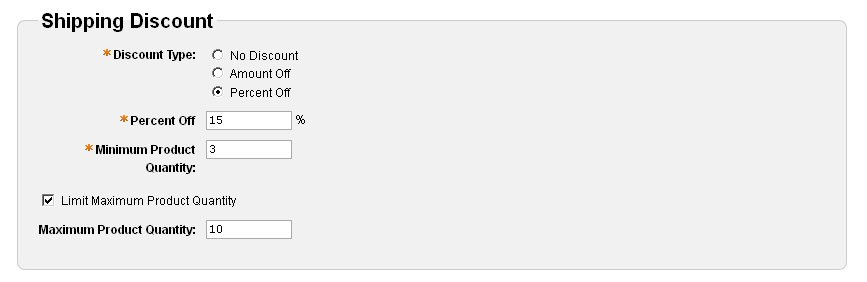 Shipping Discount
*Discount Type:
No Discount
Amount Off
Percent Off
*Percent Off 15 %
*Minimum Product 3
Quantity:
Limit Maximum Product Quantity
Maximum Product Quantity: 10